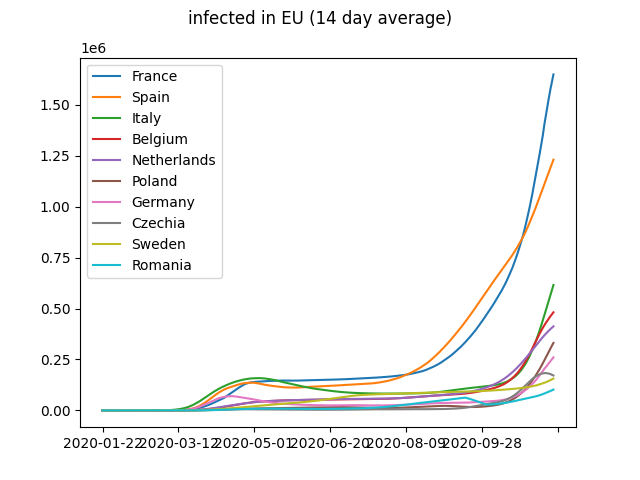 infected in EU (14 day average)
1e6
1.50
1.25
1.00
0.75
0.50
0.25
0.00
France
Spain
Italy
Belgium
Netherlands
Poland
Germany
Czechia
Sweden
Romania
2020-01-22 2020-03-12 2020-05-01 2020-06-20 2020-08-09 2020-09-28